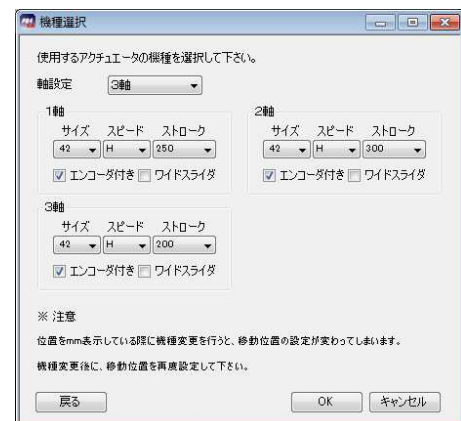 機種選択
使用するアクチュエータの機種を選択して下さい。
軸設定 3軸
1軸
サイズ スピード ストローク
42 H 250
エンコーダ付き ワイドスライダ
2軸
サイズ スピード ストローク
42 H 300
エンコーダ付き ワイドスライダ
3軸
サイズ スピード ストローク
42 H 200
エンコーダ付き ワイドスライダ
※ 注意
位置をmm表示している際に機種変更を行うと、移動位置の設定が変わってしまいます。
機種変更後に、移動位置を再度設定して下さい。
戻る OK キャンセル